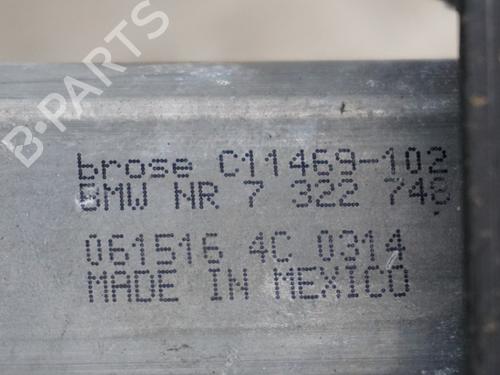 B-PARTS
brose C11469-102
BMW NR 7 322 748
061516 4C 0314
MADE IN MEXICO